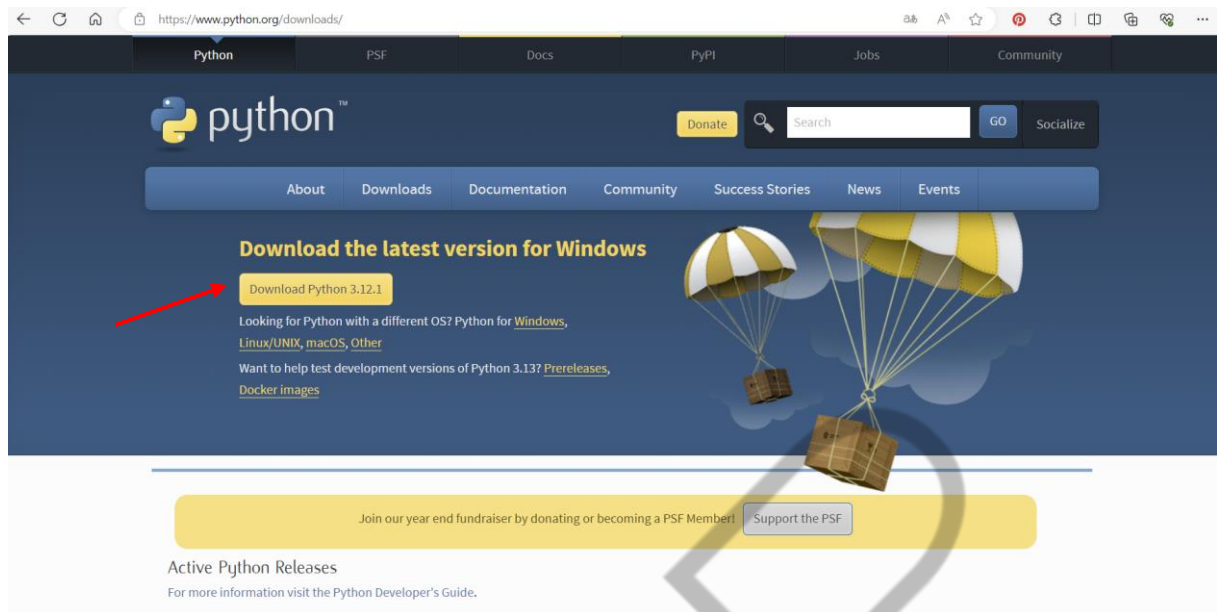 https://www.python.org/downloads/
Python PSF Docs PyPI Jobs Community
python™
Donate Search GO Socialize
About Downloads Documentation Community Success Stories News Events
Download the latest version for Windows
Download Python 3.12.1
Looking for Python with a different OS? Python for Windows,
Linux/UNIX, macOS, Other
Want to help test development versions of Python 3.13? Prereleases,
Docker images
Join our year end fundraiser by donating or becoming a PSF Member! Support the PSF
Active Python Releases
For more information visit the Python Developer's Guide.